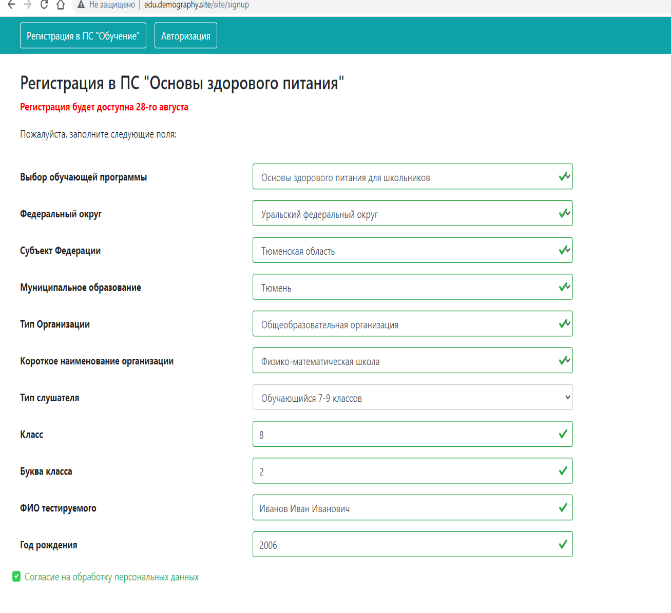 Не защищено | edu.demography.site/site/signup
Регистрация в ПС "Обучение" Авторизация
Регистрация в ПС "Основы здорового питания"
Регистрация будет доступна 28-го августа
Пожалуйста, заполните следующие поля:
Выбор обучающей программы Основы здорового питания для школьников
Федеральный округ Уральский федеральный округ
Субъект Федерации Тюменская область
Муниципальное образование Тюмень
Тип Организации Общеобразовательная организация
Короткое наименование организации Физико-математическая школа
Тип слушателя Обучающийся 7-9 классов
Класс 8
Буква класса 2
ФИО тестируемого Иванов Иван Иванович
Год рождения 2006
Согласие на обработку персональных данных